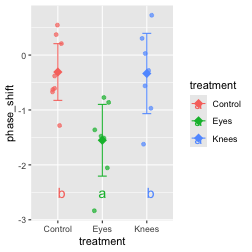 phase_shift
0
-1
-2
-3
b
a
b
Control
Eyes
Knees
treatment
treatment
a Control
a Eyes
a Knees